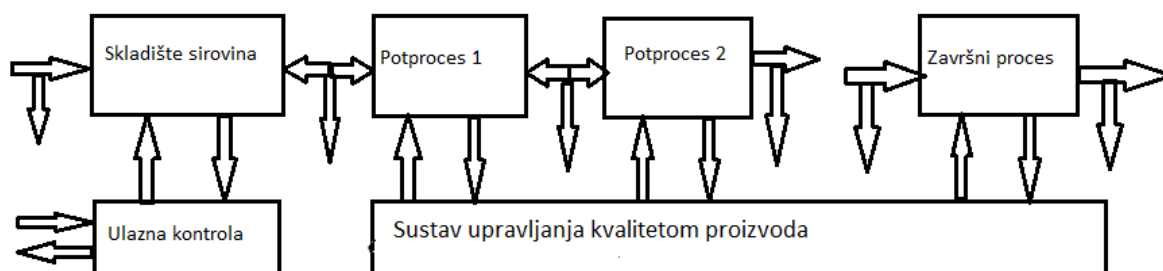 Skladište sirovina
Potproces 1
Potproces 2
Završni proces
Ulazna kontrola
Sustav upravljanja kvalitetom proizvoda